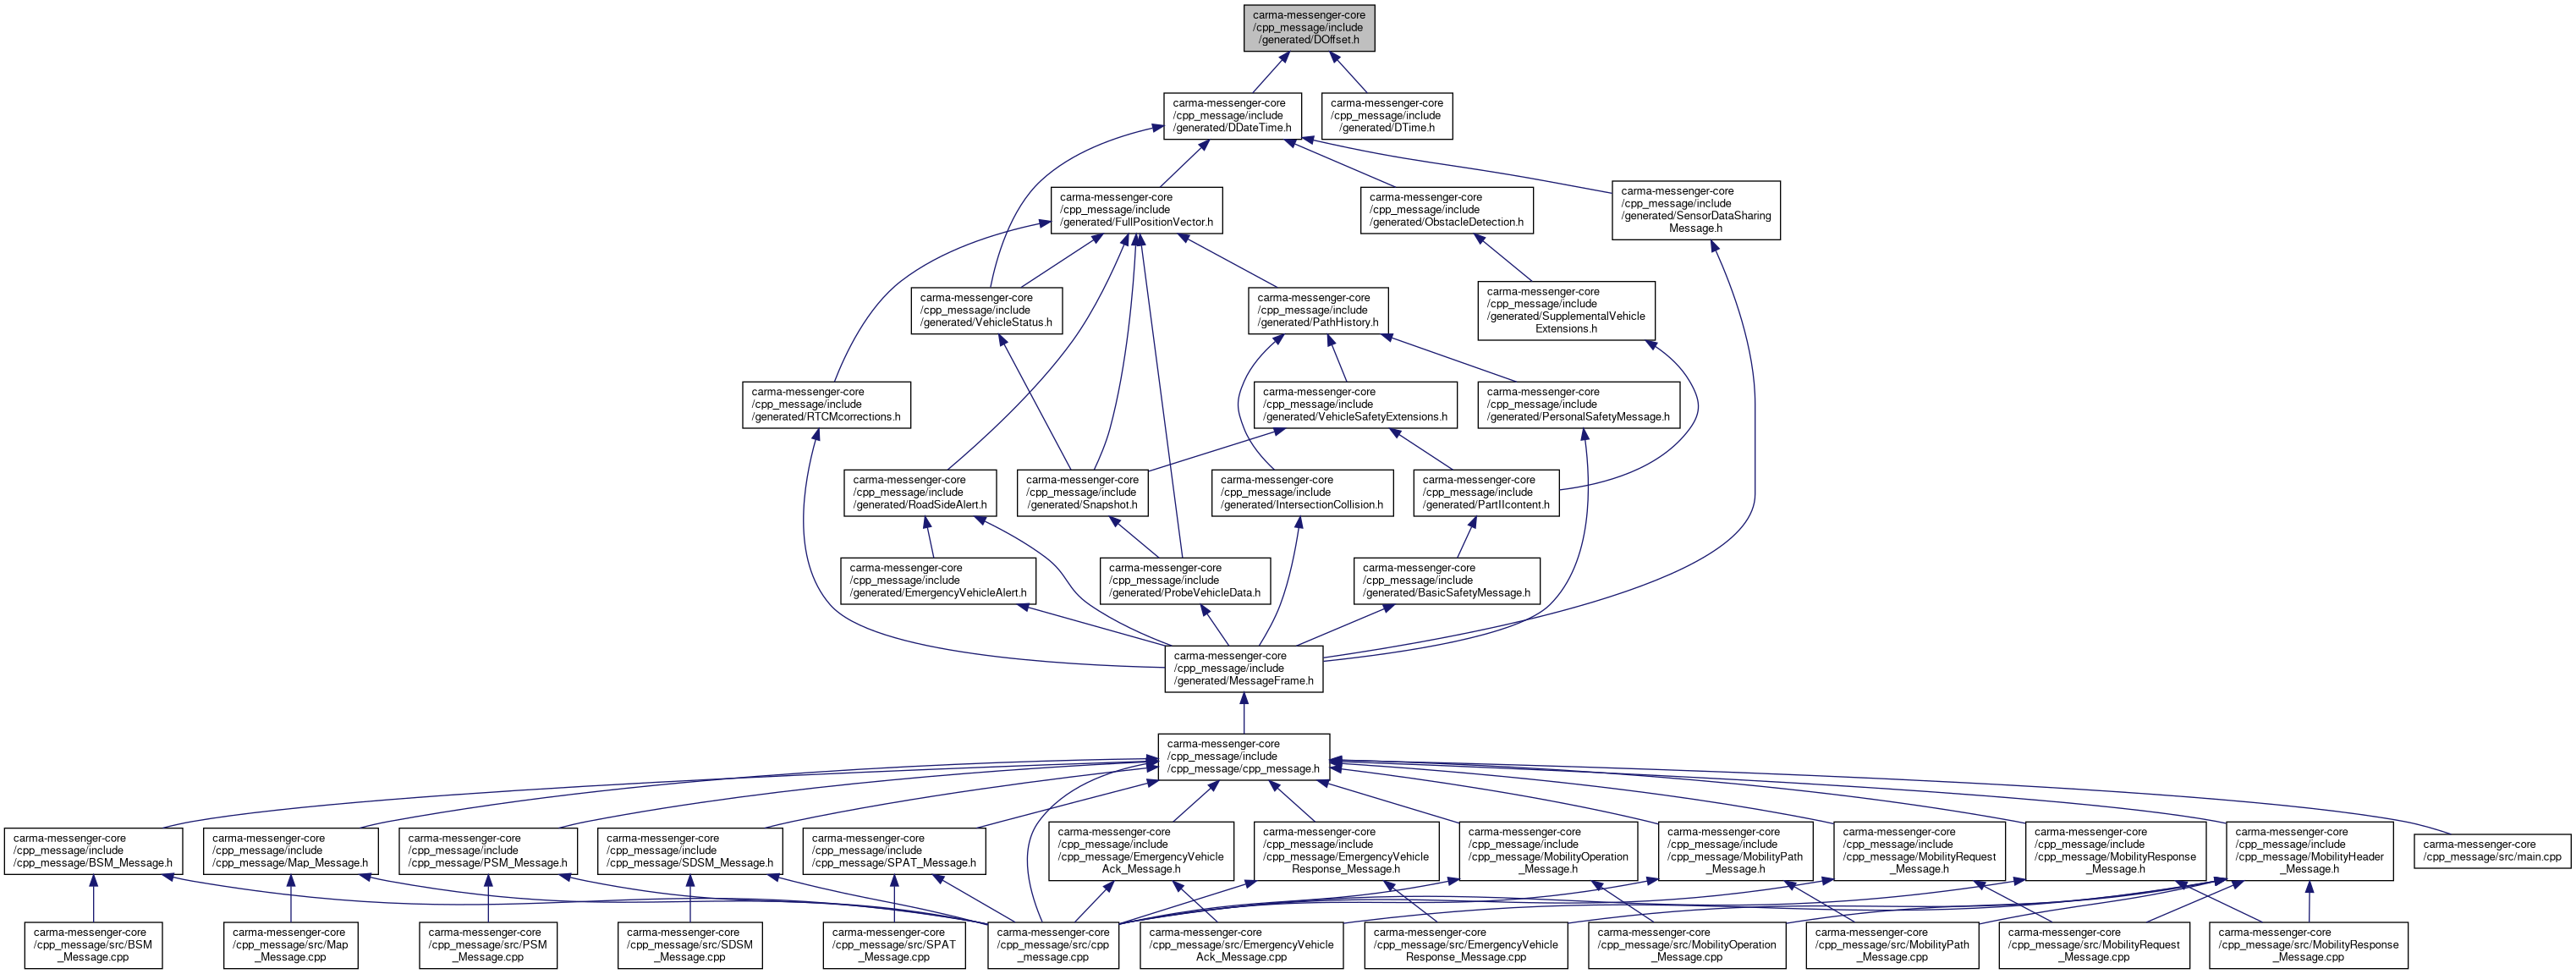 carma-messenger-core
/cpp_message/include
/generated/DOffset.h
carma-messenger-core
/cpp_message/include
/generated/DDateTime.h
carma-messenger-core
/cpp_message/include
/generated/DTime.h
carma-messenger-core
/cpp_message/include
/generated/FullPositionVector.h
carma-messenger-core
/cpp_message/include
/generated/ObstacleDetection.h
carma-messenger-core
/cpp_message/include
/generated/SensorDataSharing
Message.h
carma-messenger-core
/cpp_message/include
/generated/VehicleStatus.h
carma-messenger-core
/cpp_message/include
/generated/PathHistory.h
carma-messenger-core
/cpp_message/include
/generated/SupplementalVehicle
Extensions.h
carma-messenger-core
/cpp_message/include
/generated/RTCMcorrections.h
carma-messenger-core
/cpp_message/include
/generated/VehicleSafetyExtensions.h
carma-messenger-core
/cpp_message/include
/generated/PersonalSafetyMessage.h
carma-messenger-core
/cpp_message/include
/generated/RoadSideAlert.h
carma-messenger-core
/cpp_message/include
/generated/Snapshot.h
carma-messenger-core
/cpp_message/include
/generated/IntersectionCollision.h
carma-messenger-core
/cpp_message/include
/generated/PartIIcontent.h
carma-messenger-core
/cpp_message/include
/generated/EmergencyVehicleAlert.h
carma-messenger-core
/cpp_message/include
/generated/ProbeVehicleData.h
carma-messenger-core
/cpp_message/include
/generated/BasicSafetyMessage.h
carma-messenger-core
/cpp_message/include
/generated/MessageFrame.h
carma-messenger-core
/cpp_message/include
/cpp_message/cpp_message.h
carma-messenger-core
/cpp_message/include
/cpp_message/BSM_Message.h
carma-messenger-core
/cpp_message/include
/cpp_message/Map_Message.h
carma-messenger-core
/cpp_message/include
/cpp_message/PSM_Message.h
carma-messenger-core
/cpp_message/include
/cpp_message/SDSM_Message.h
carma-messenger-core
/cpp_message/include
/cpp_message/SPAT_Message.h
carma-messenger-core
/cpp_message/include
/cpp_message/EmergencyVehicle
Ack_Message.h
carma-messenger-core
/cpp_message/include
/cpp_message/EmergencyVehicle
Response_Message.h
carma-messenger-core
/cpp_message/include
/cpp_message/MobilityOperation
_Message.h
carma-messenger-core
/cpp_message/include
/cpp_message/MobilityPath
_Message.h
carma-messenger-core
/cpp_message/include
/cpp_message/MobilityRequest
_Message.h
carma-messenger-core
/cpp_message/include
/cpp_message/MobilityResponse
_Message.h
carma-messenger-core
/cpp_message/include
/cpp_message/MobilityHeader
_Message.h
carma-messenger-core
/cpp_message/src/main.cpp
carma-messenger-core
/cpp_message/src/BSM
_Message.cpp
carma-messenger-core
/cpp_message/src/Map
_Message.cpp
carma-messenger-core
/cpp_message/src/PSM
_Message.cpp
carma-messenger-core
/cpp_message/src/SDSM
_Message.cpp
carma-messenger-core
/cpp_message/src/SPAT
_Message.cpp
carma-messenger-core
/cpp_message/src/cpp
_message.cpp
carma-messenger-core
/cpp_message/src/EmergencyVehicle
Ack_Message.cpp
carma-messenger-core
/cpp_message/src/EmergencyVehicle
Response_Message.cpp
carma-messenger-core
/cpp_message/src/MobilityOperation
_Message.cpp
carma-messenger-core
/cpp_message/src/MobilityPath
_Message.cpp
carma-messenger-core
/cpp_message/src/MobilityRequest
_Message.cpp
carma-messenger-core
/cpp_message/src/MobilityResponse
_Message.cpp